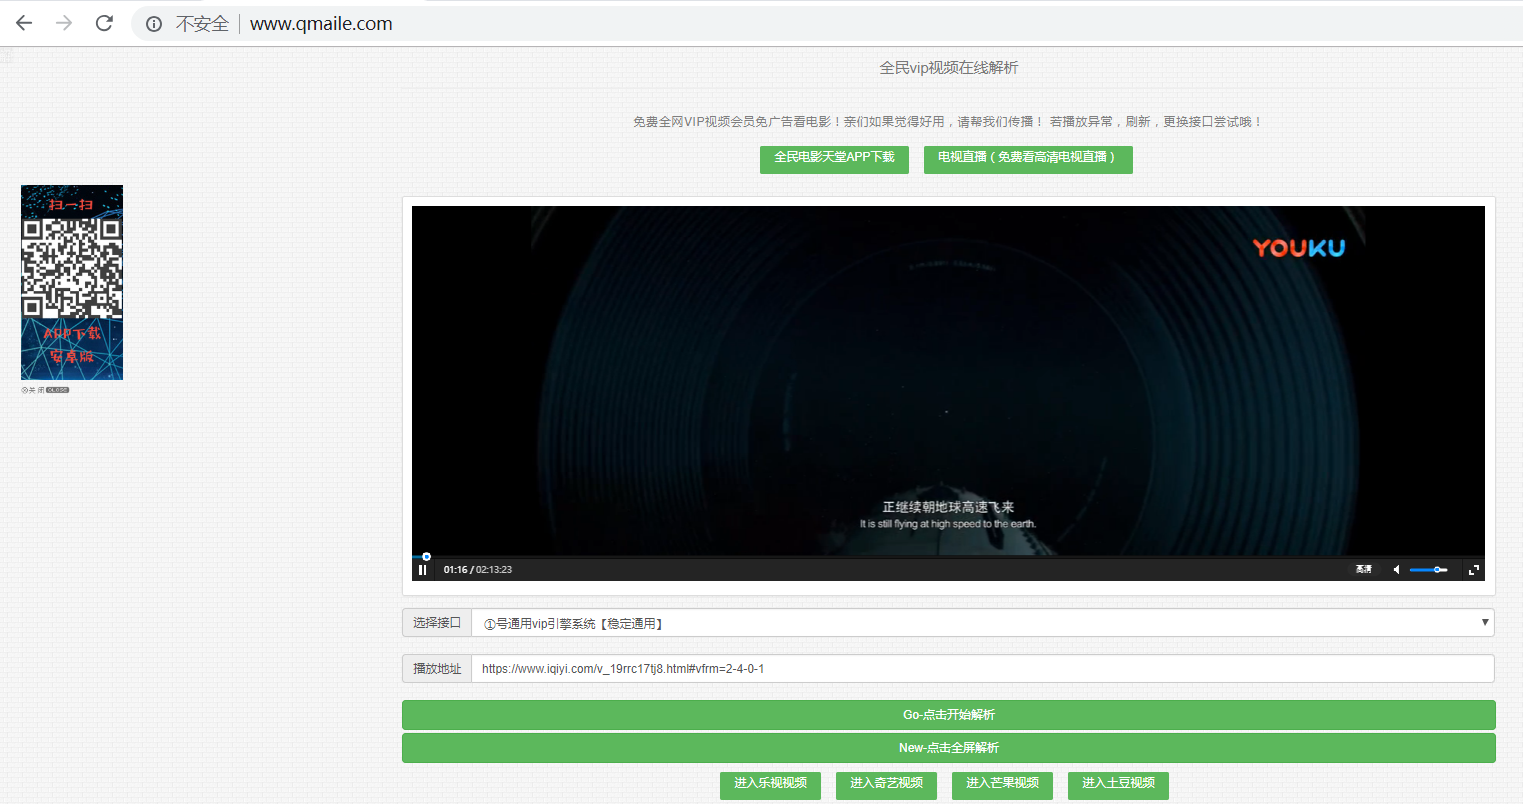 不安全 www.qmaile.com
全民vip视频在线解析
免费全网VIP视频会员免广告看电影！亲们如果觉得好用，请帮我们传播！ 若播放异常，刷新，更换接口尝试哦！
全民电影天堂APP下载 电视直播（免费看高清电视直播）
扫一扫
APP下载
安卓版
关闭 CLOSE
YOUKU
正继续朝地球高速飞来
It is still flying at high speed to the earth.
01:16 / 02:13:23 高清
选择接口 ①号通用vip引擎系统【稳定通用】
播放地址 https://www.iqiyi.com/v_19rrc17tj8.html#vfrm=2-4-0-1
Go-点击开始解析
New-点击全屏解析
进入乐视视频 进入奇艺视频 进入芒果视频 进入土豆视频